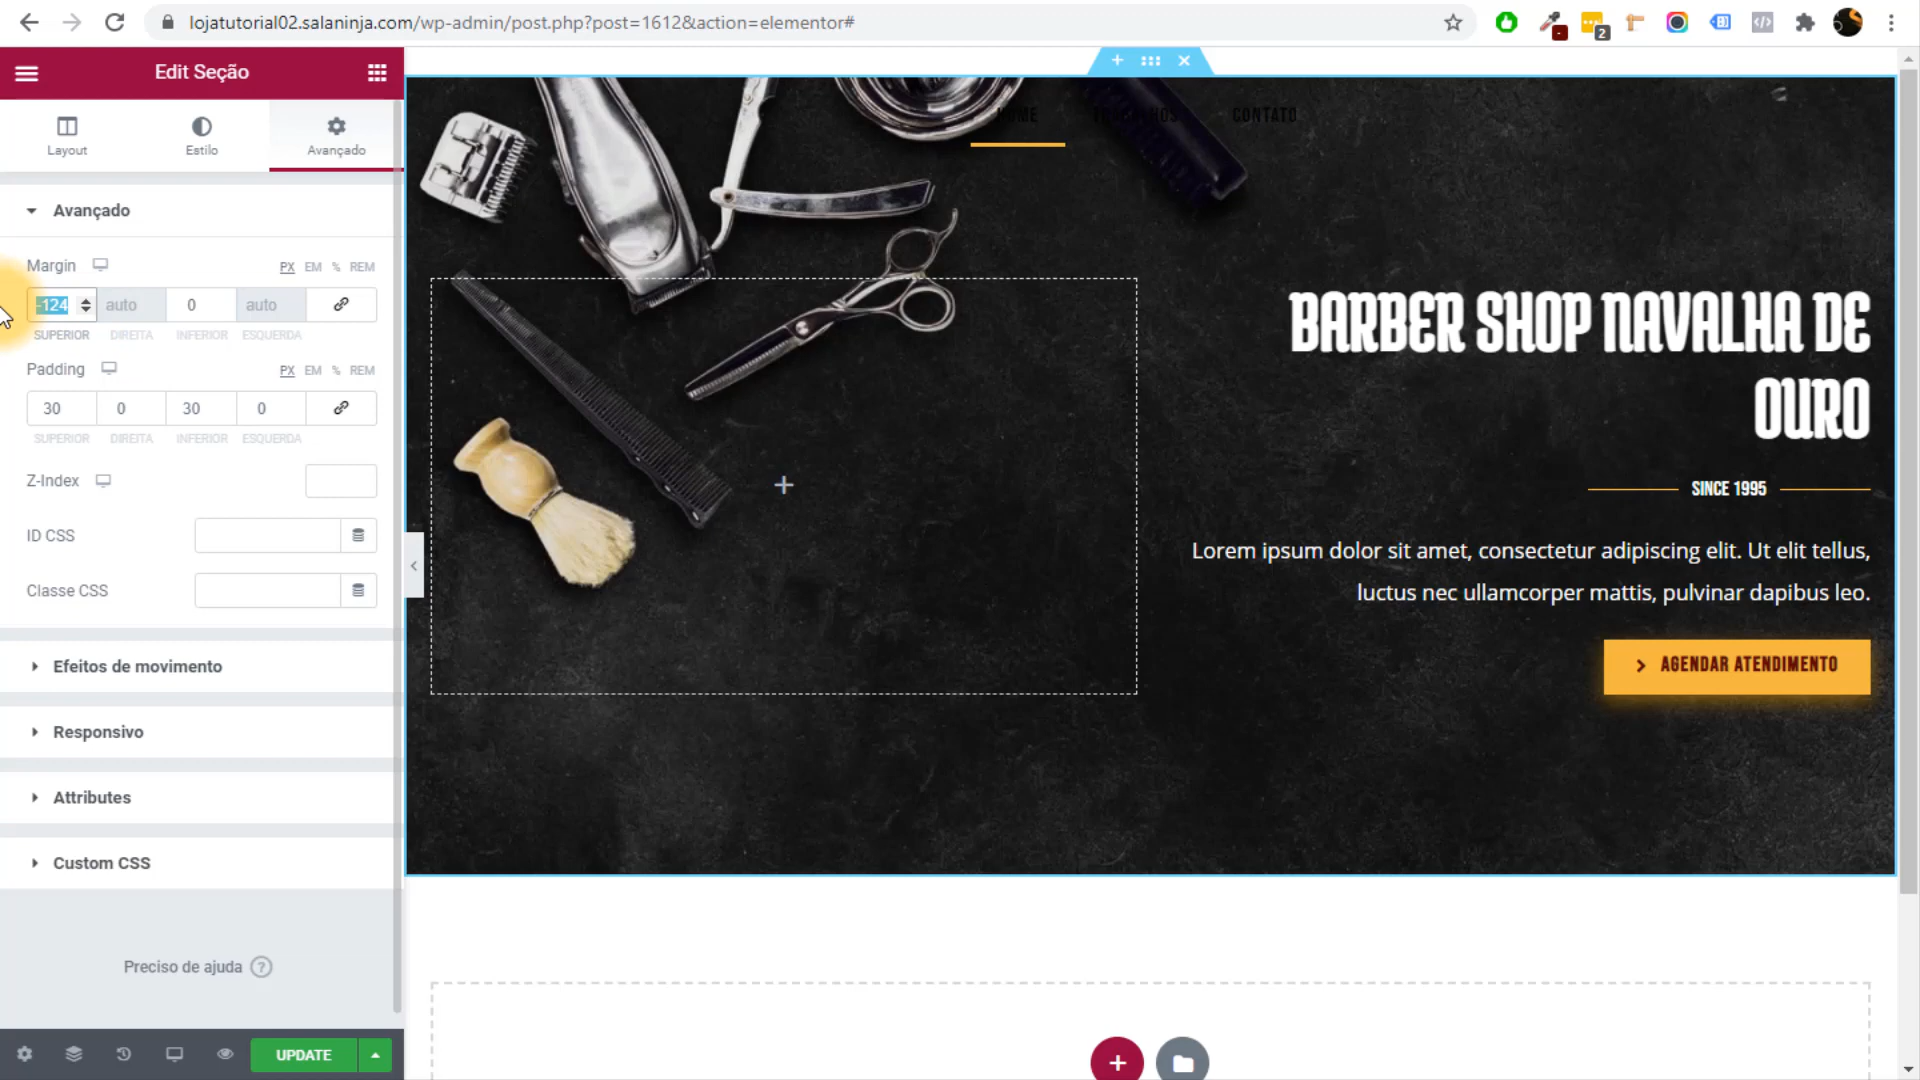 lojatutorial02.salaninja.com/wp-admin/post.php?post=1612&action=elementor#
2
Edit Seção
Layout
Estilo
Avançado
Avançado
Margin
PX EM % REM
-124
auto
0
auto
SUPERIOR DIREITA INFERIOR ESQUERDA
Padding
PX EM % REM
30
0
30
0
SUPERIOR DIREITA INFERIOR ESQUERDA
Z-Index
ID CSS
Classe CSS
Efeitos de movimento
Responsivo
Attributes
Custom CSS
Preciso de ajuda ?
UPDATE
HOME
TRABALHOS
CONTATO
BARBER SHOP NAVALHA DE
OURO
SINCE 1995
Lorem ipsum dolor sit amet, consectetur adipiscing elit. Ut elit tellus,
luctus nec ullamcorper mattis, pulvinar dapibus leo.
AGENDAR ATENDIMENTO